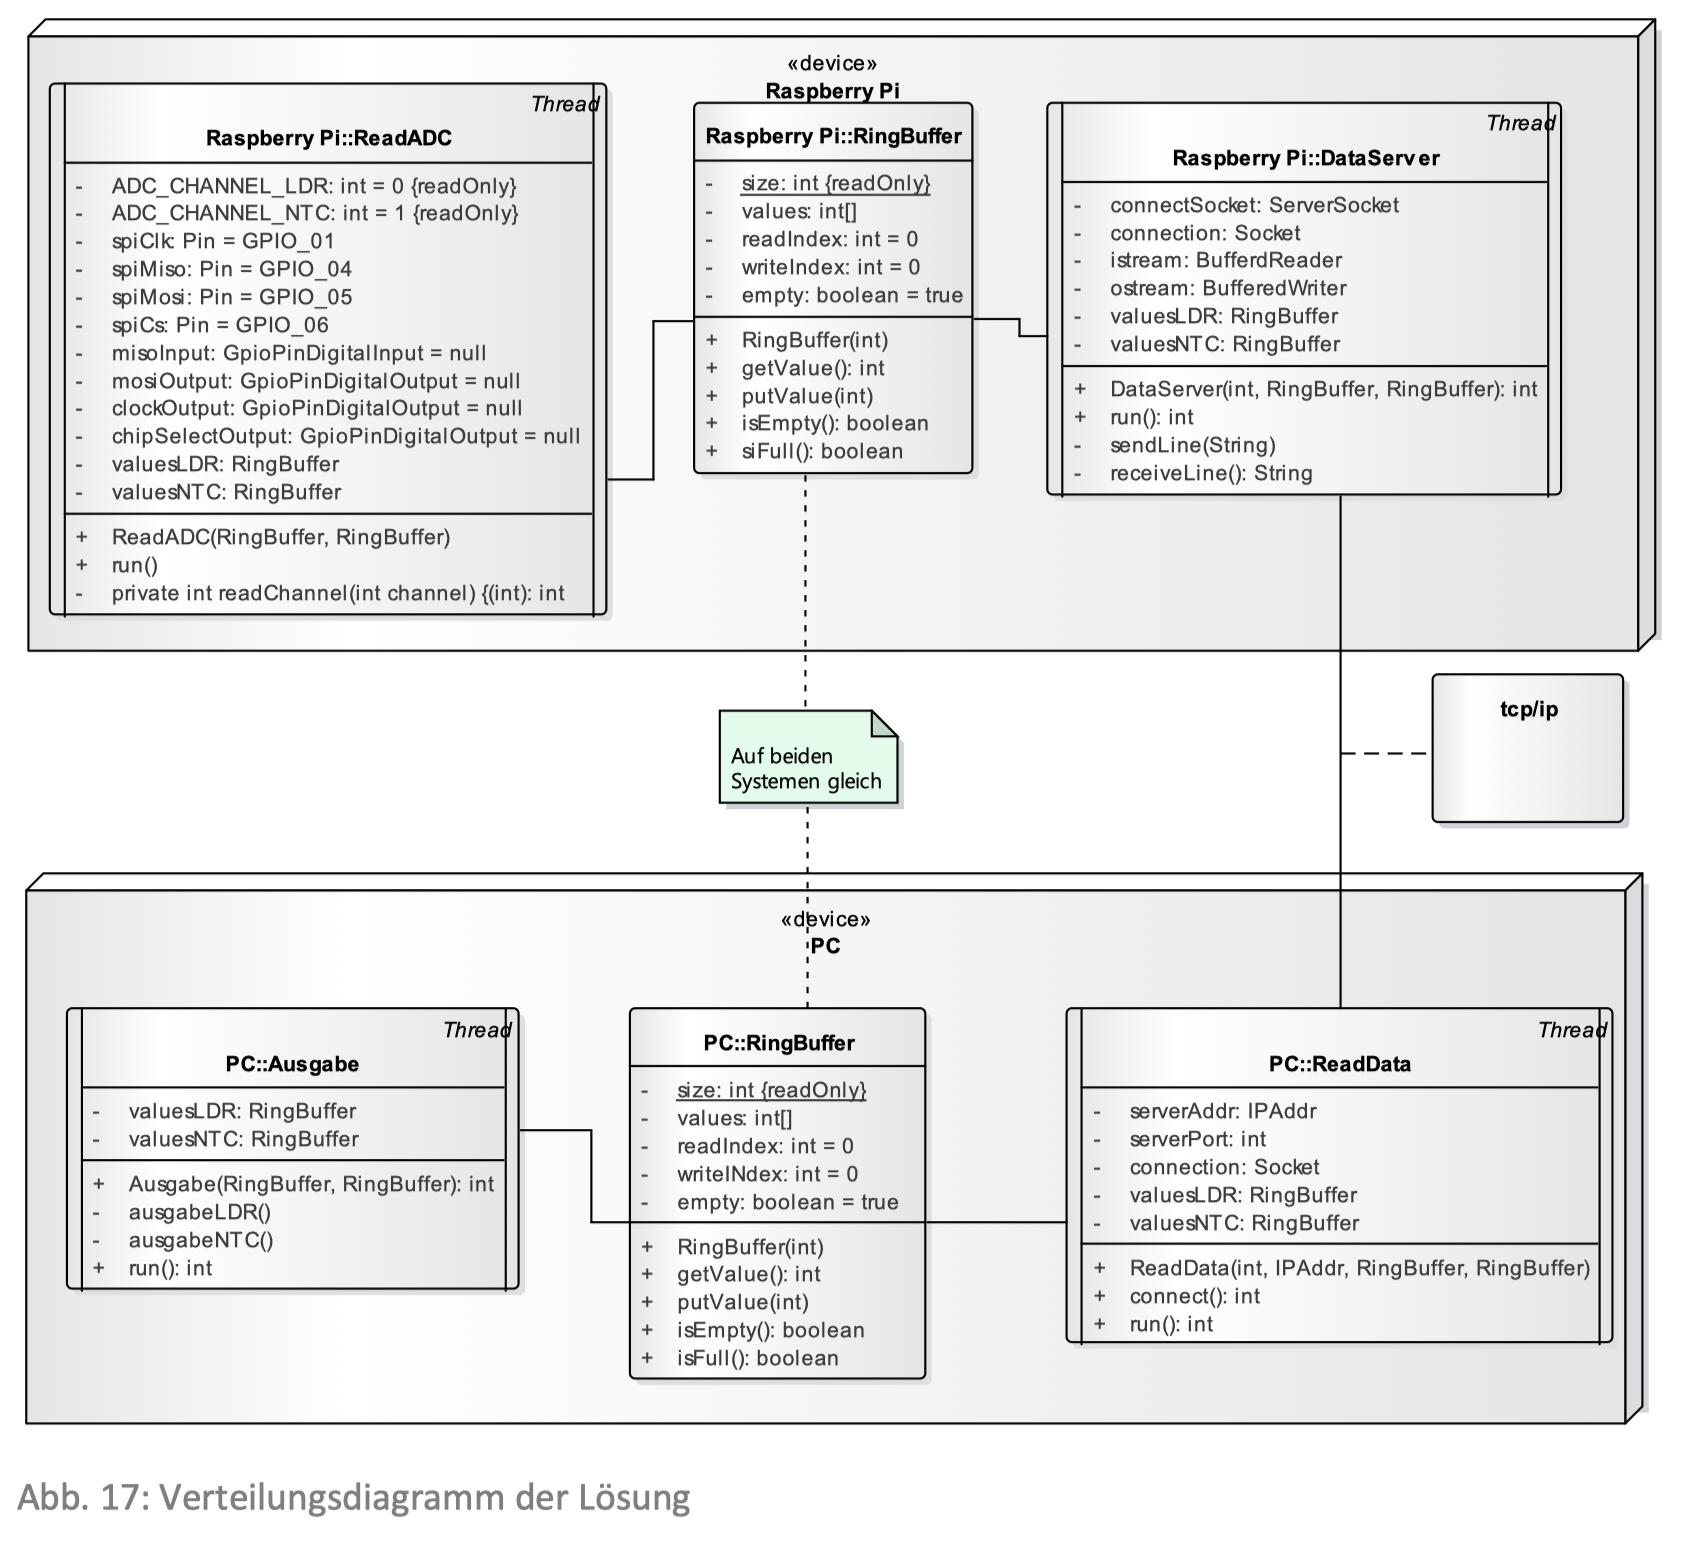 «device»
Raspberry Pi
Thread
Raspberry Pi::ReadADC
- ADC_CHANNEL_LDR: int = 0 {readOnly}
- ADC_CHANNEL_NTC: int = 1 {readOnly}
- spiClk: Pin = GPIO_01
- spiMiso: Pin = GPIO_04
- spiMosi: Pin = GPIO_05
- spiCs: Pin = GPIO_06
- misoInput: GpioPinDigitalInput = null
- mosiOutput: GpioPinDigitalOutput = null
- clockOutput: GpioPinDigitalOutput = null
- chipSelectOutput: GpioPinDigitalOutput = null
- valuesLDR: RingBuffer
- valuesNTC: RingBuffer
+ ReadADC(RingBuffer, RingBuffer)
+ run()
- private int readChannel(int channel) {(int): int
Raspberry Pi::RingBuffer
- size: int {readOnly}
- values: int[]
- readIndex: int = 0
- writeIndex: int = 0
- empty: boolean = true
+ RingBuffer(int)
+ getValue(): int
+ putValue(int)
+ isEmpty(): boolean
+ siFull(): boolean
Thread
Raspberry Pi::DataServer
- connectSocket: ServerSocket
- connection: Socket
- istream: BufferdReader
- ostream: BufferedWriter
- valuesLDR: RingBuffer
- valuesNTC: RingBuffer
+ DataServer(int, RingBuffer, RingBuffer): int
+ run(): int
- sendLine(String)
- receiveLine(): String
Auf beiden
Systemen gleich
tcp/ip
«device»
PC
Thread
PC::Ausgabe
- valuesLDR: RingBuffer
- valuesNTC: RingBuffer
+ Ausgabe(RingBuffer, RingBuffer): int
- ausgabeLDR()
- ausgabeNTC()
+ run(): int
PC::RingBuffer
- size: int {readOnly}
- values: int[]
- readIndex: int = 0
- writeINdex: int = 0
- empty: boolean = true
+ RingBuffer(int)
+ getValue(): int
+ putValue(int)
+ isEmpty(): boolean
+ isFull(): boolean
Thread
PC::ReadData
- serverAddr: IPAddr
- serverPort: int
- connection: Socket
- valuesLDR: RingBuffer
- valuesNTC: RingBuffer
+ ReadData(int, IPAddr, RingBuffer, RingBuffer)
+ connect(): int
+ run(): int
Abb. 17: Verteilungsdiagramm der Lösung